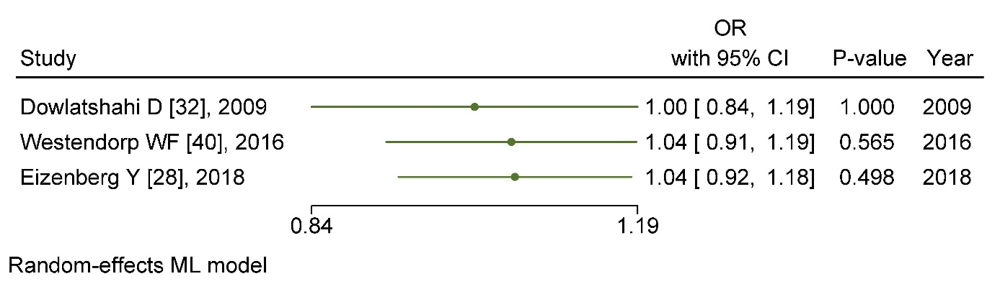 OR
Study with 95% CI P-value Year
Dowlatshahi D [32], 2009 1.00 [ 0.84, 1.19] 1.000 2009
Westendorp WF [40], 2016 1.04 [ 0.91, 1.19] 0.565 2016
Eizenberg Y [28], 2018 1.04 [ 0.92, 1.18] 0.498 2018
0.84 1.19
Random-effects ML model